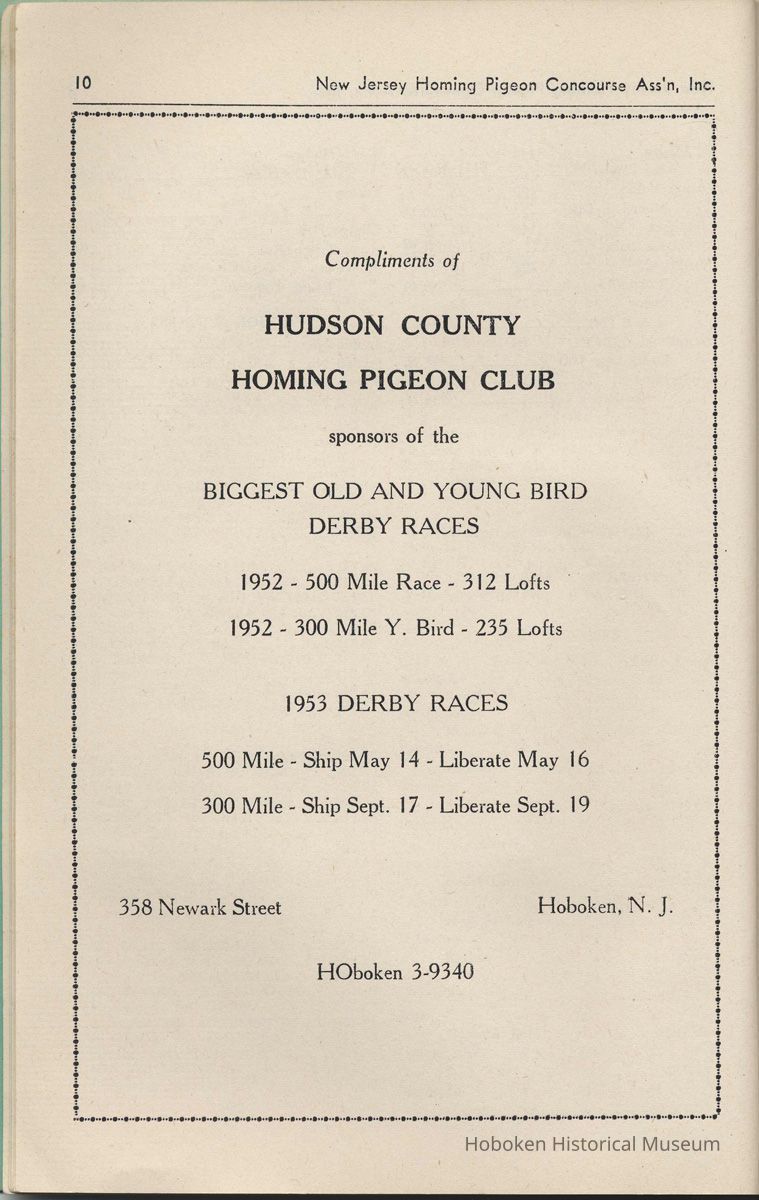 10 New Jersey Homing Pigeon Concourse Ass'n, Inc.
Compliments of
HUDSON COUNTY
HOMING PIGEON CLUB
sponsors of the
BIGGEST OLD AND YOUNG BIRD
DERBY RACES
1952 - 500 Mile Race - 312 Lofts
1952 - 300 Mile Y. Bird - 235 Lofts
1953 DERBY RACES
500 Mile - Ship May 14 - Liberate May 16
300 Mile - Ship Sept. 17 - Liberate Sept. 19
358 Newark Street Hoboken, N. J.
HOboken 3-9340
Hoboken Historical Museum